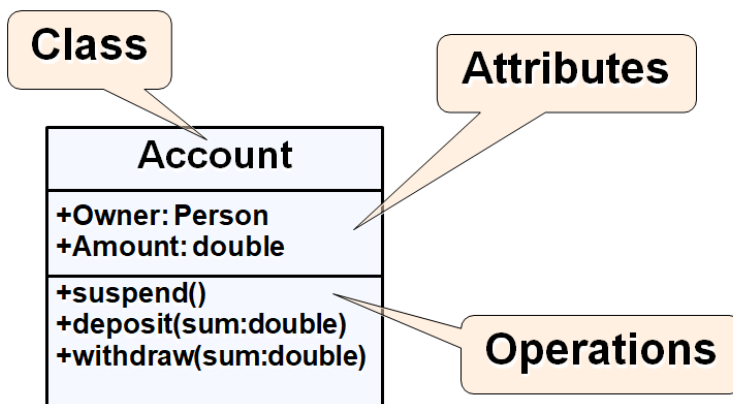 Class
Attributes
Account
+Owner: Person
+Amount: double
+suspend()
+deposit(sum:double)
+withdraw(sum:double)
Operations